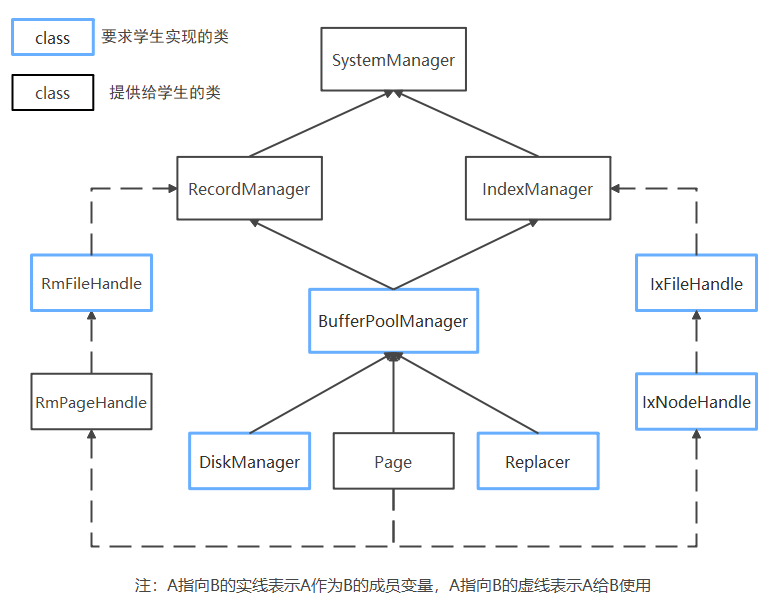 class
要求学生实现的类
class
提供给学生的类
SystemManager
RecordManager
IndexManager
RmFileHandle
IxFileHandle
BufferPoolManager
RmPageHandle
IxNodeHandle
DiskManager
Page
Replacer
注：A指向B的实线表示A作为B的成员变量，A指向B的虚线表示A给B使用